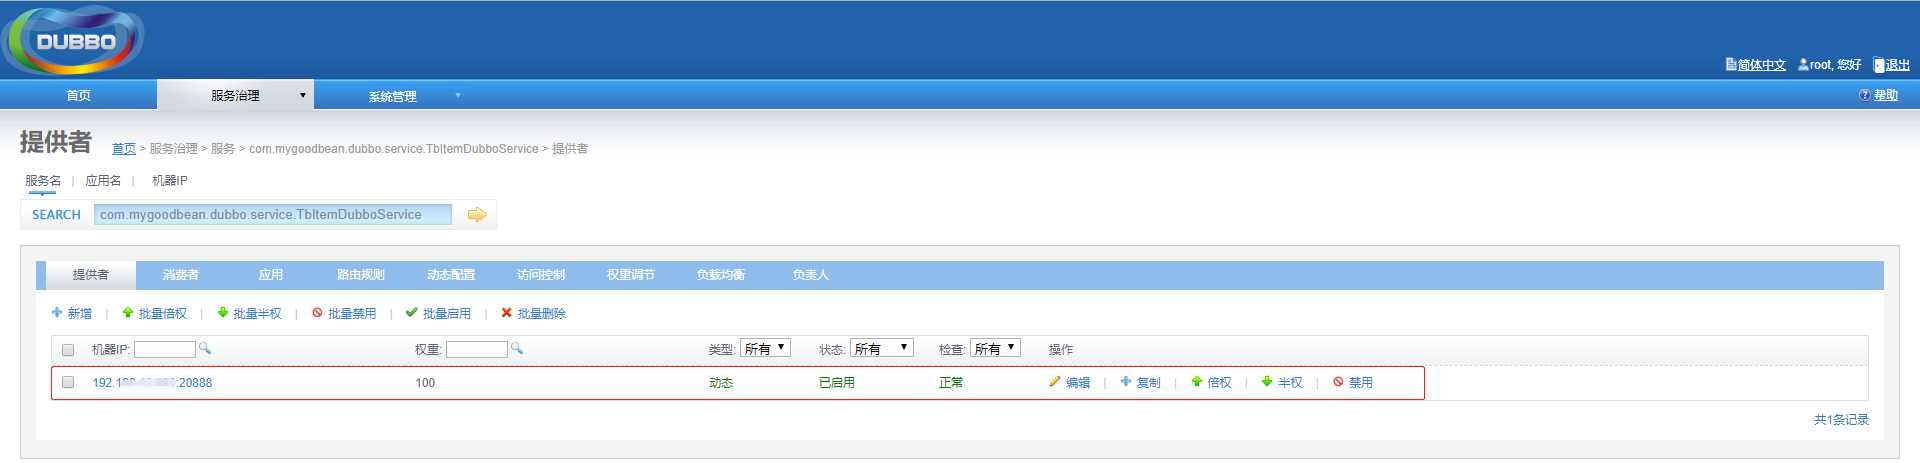 DUBBO
简体中文 root, 您好 退出
首页 服务治理 系统管理 帮助
提供者 首页 > 服务治理 > 服务 > com.mygoodbean.dubbo.service.TbItemDubboService > 提供者
服务名 | 应用名 | 机器IP
SEARCH com.mygoodbean.dubbo.service.TbItemDubboService
提供者 消费者 应用 路由规则 动态配置 访问控制 权重调节 负载均衡 负责人
新增 | 批量倍权 | 批量半权 | 批量禁用 | 批量启用 | 批量删除
机器IP: 权重: 类型: 所有 状态: 所有 检查: 所有 操作
192. :20888 100 动态 已启用 正常 编辑 | 复制 | 倍权 | 半权 | 禁用
共1条记录